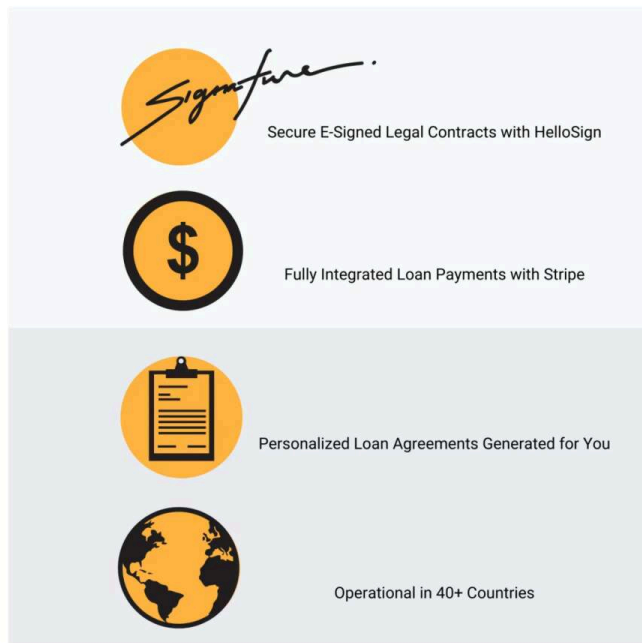 Signature
Secure E-Signed Legal Contracts with HelloSign
$
Fully Integrated Loan Payments with Stripe
Personalized Loan Agreements Generated for You
Operational in 40+ Countries